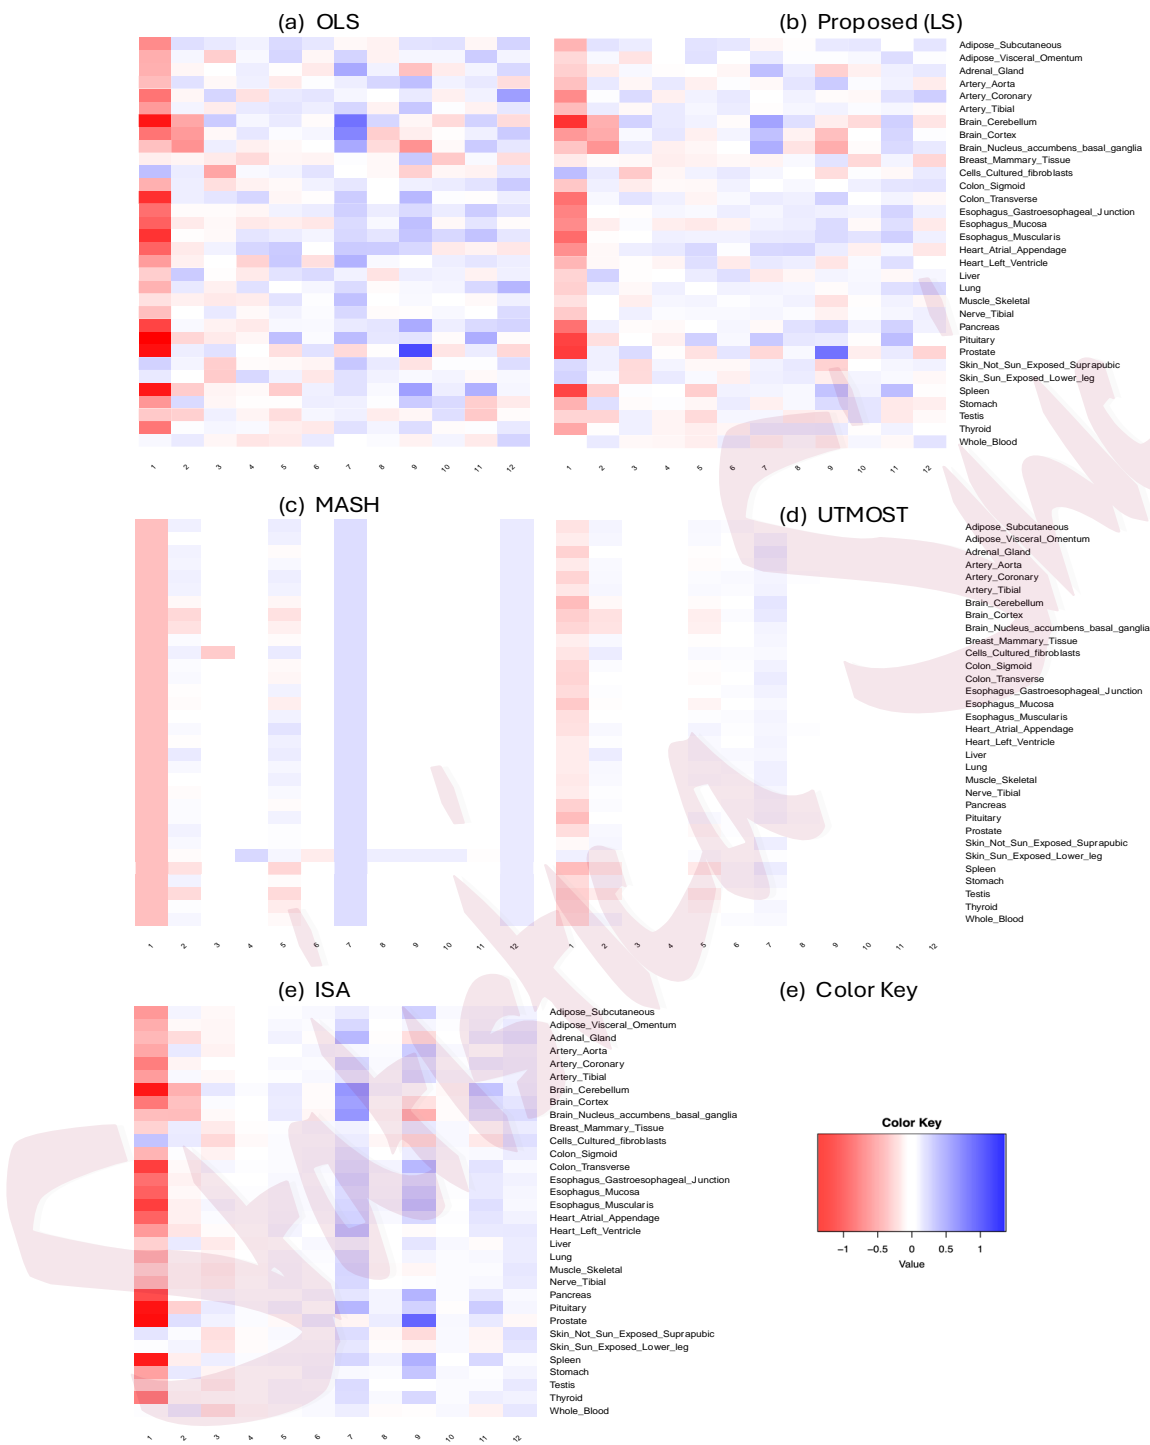 (a) OLS
(b) Proposed (LS)
Adipose_Subcutaneous
Adipose_Visceral_Omentum
Adrenal_Gland
Artery_Aorta
Artery_Coronary
Artery_Tibial
Brain_Cerebellum
Brain_Cortex
Brain_Nucleus_accumbens_basal_ganglia
Breast_Mammary_Tissue
Cells_Cultured_fibroblasts
Colon_Sigmoid
Colon_Transverse
Esophagus_Gastroesophageal_Junction
Esophagus_Mucosa
Esophagus_Muscularis
Heart_Atrial_Appendage
Heart_Left_Ventricle
Liver
Lung
Muscle_Skeletal
Nerve_Tibial
Pancreas
Pituitary
Prostate
Skin_Not_Sun_Exposed_Suprapubic
Skin_Sun_Exposed_Lower_leg
Spleen
Stomach
Testis
Thyroid
Whole_Blood
1 2 3 4 5 6 7 8 9 10 11 12
1 2 3 4 5 6 7 8 9 10 11 12
(c) MASH
(d) UTMOST
Adipose_Subcutaneous
Adipose_Visceral_Omentum
Adrenal_Gland
Artery_Aorta
Artery_Coronary
Artery_Tibial
Brain_Cerebellum
Brain_Cortex
Brain_Nucleus_accumbens_basal_ganglia
Breast_Mammary_Tissue
Cells_Cultured_fibroblasts
Colon_Sigmoid
Colon_Transverse
Esophagus_Gastroesophageal_Junction
Esophagus_Mucosa
Esophagus_Muscularis
Heart_Atrial_Appendage
Heart_Left_Ventricle
Liver
Lung
Muscle_Skeletal
Nerve_Tibial
Pancreas
Pituitary
Prostate
Skin_Not_Sun_Exposed_Suprapubic
Skin_Sun_Exposed_Lower_leg
Spleen
Stomach
Testis
Thyroid
Whole_Blood
1 2 3 4 5 6 7 8 9 10 11 12
1 2 3 4 5 6 7 8 9 10 11 12
(e) ISA
(e) Color Key
Adipose_Subcutaneous
Adipose_Visceral_Omentum
Adrenal_Gland
Artery_Aorta
Artery_Coronary
Artery_Tibial
Brain_Cerebellum
Brain_Cortex
Brain_Nucleus_accumbens_basal_ganglia
Breast_Mammary_Tissue
Cells_Cultured_fibroblasts
Colon_Sigmoid
Colon_Transverse
Esophagus_Gastroesophageal_Junction
Esophagus_Mucosa
Esophagus_Muscularis
Heart_Atrial_Appendage
Heart_Left_Ventricle
Liver
Lung
Muscle_Skeletal
Nerve_Tibial
Pancreas
Pituitary
Prostate
Skin_Not_Sun_Exposed_Suprapubic
Skin_Sun_Exposed_Lower_leg
Spleen
Stomach
Testis
Thyroid
Whole_Blood
1 2 3 4 5 6 7 8 9 10 11 12
Color Key
−1 −0.5 0 0.5 1
Value
Statistica Sinic